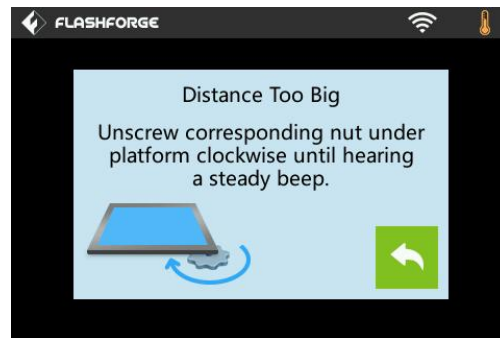 FLASHFORGE
Distance Too Big
Unscrew corresponding nut under
platform clockwise until hearing
a steady beep.